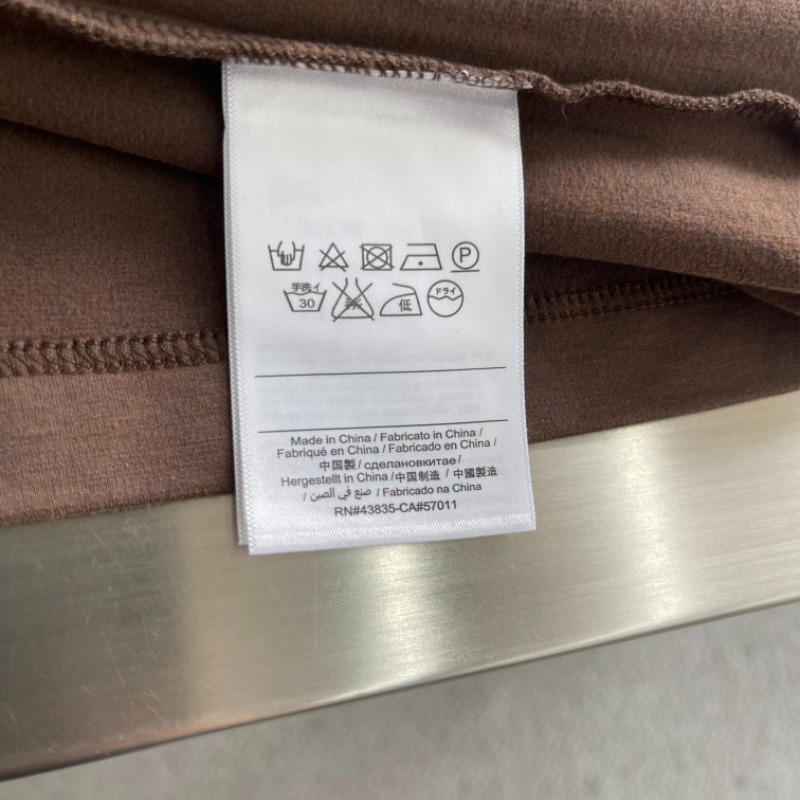 P
手洗イ
30
低
ドライ
Made in China / Fabricato in China /
Fabriqué en China / Fabricado en China /
中国製 / сделановкитае /
Hergestellt in China /中国制造 / 中國製造
/ صنع في الصين / Fabricado na China
RN#43835-CA#57011